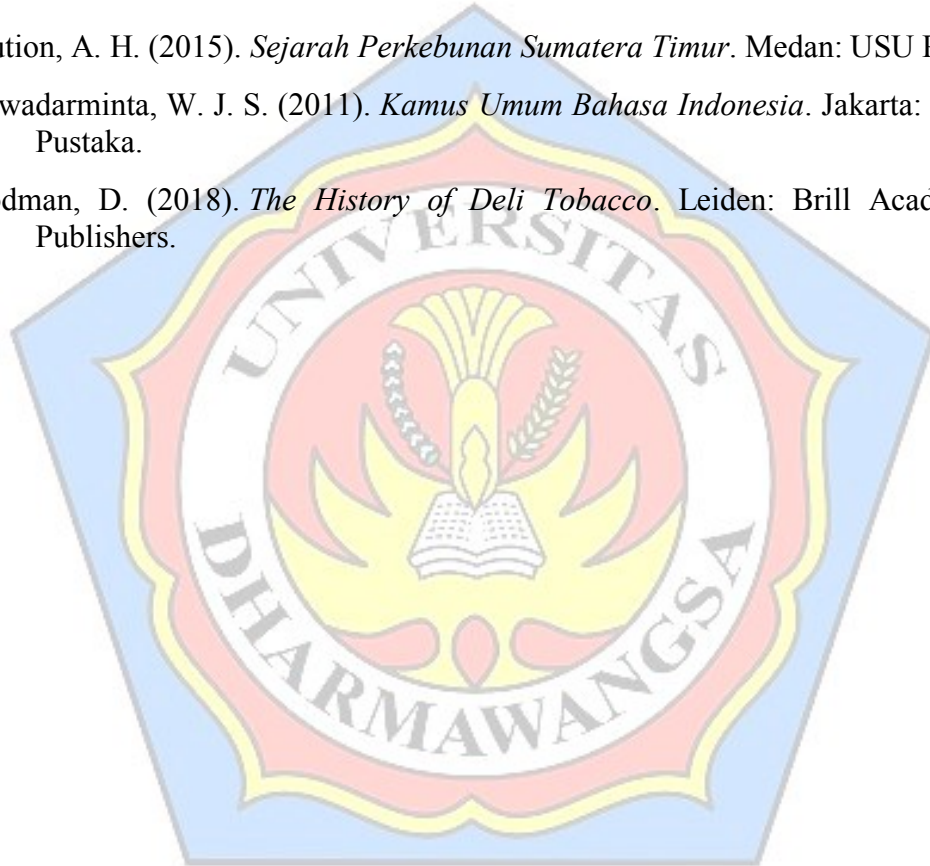 ution, A. H. (2015). Sejarah Perkebunan Sumatera Timur. Medan: USU
wadarminta, W. J. S. (2011). Kamus Umum Bahasa Indonesia. Jakarta:
Pustaka.
dman, D. (2018). The History of Deli Tobacco. Leiden: Brill Acad
Publishers.
UNIVERSITAS
DHARMAWANGSA